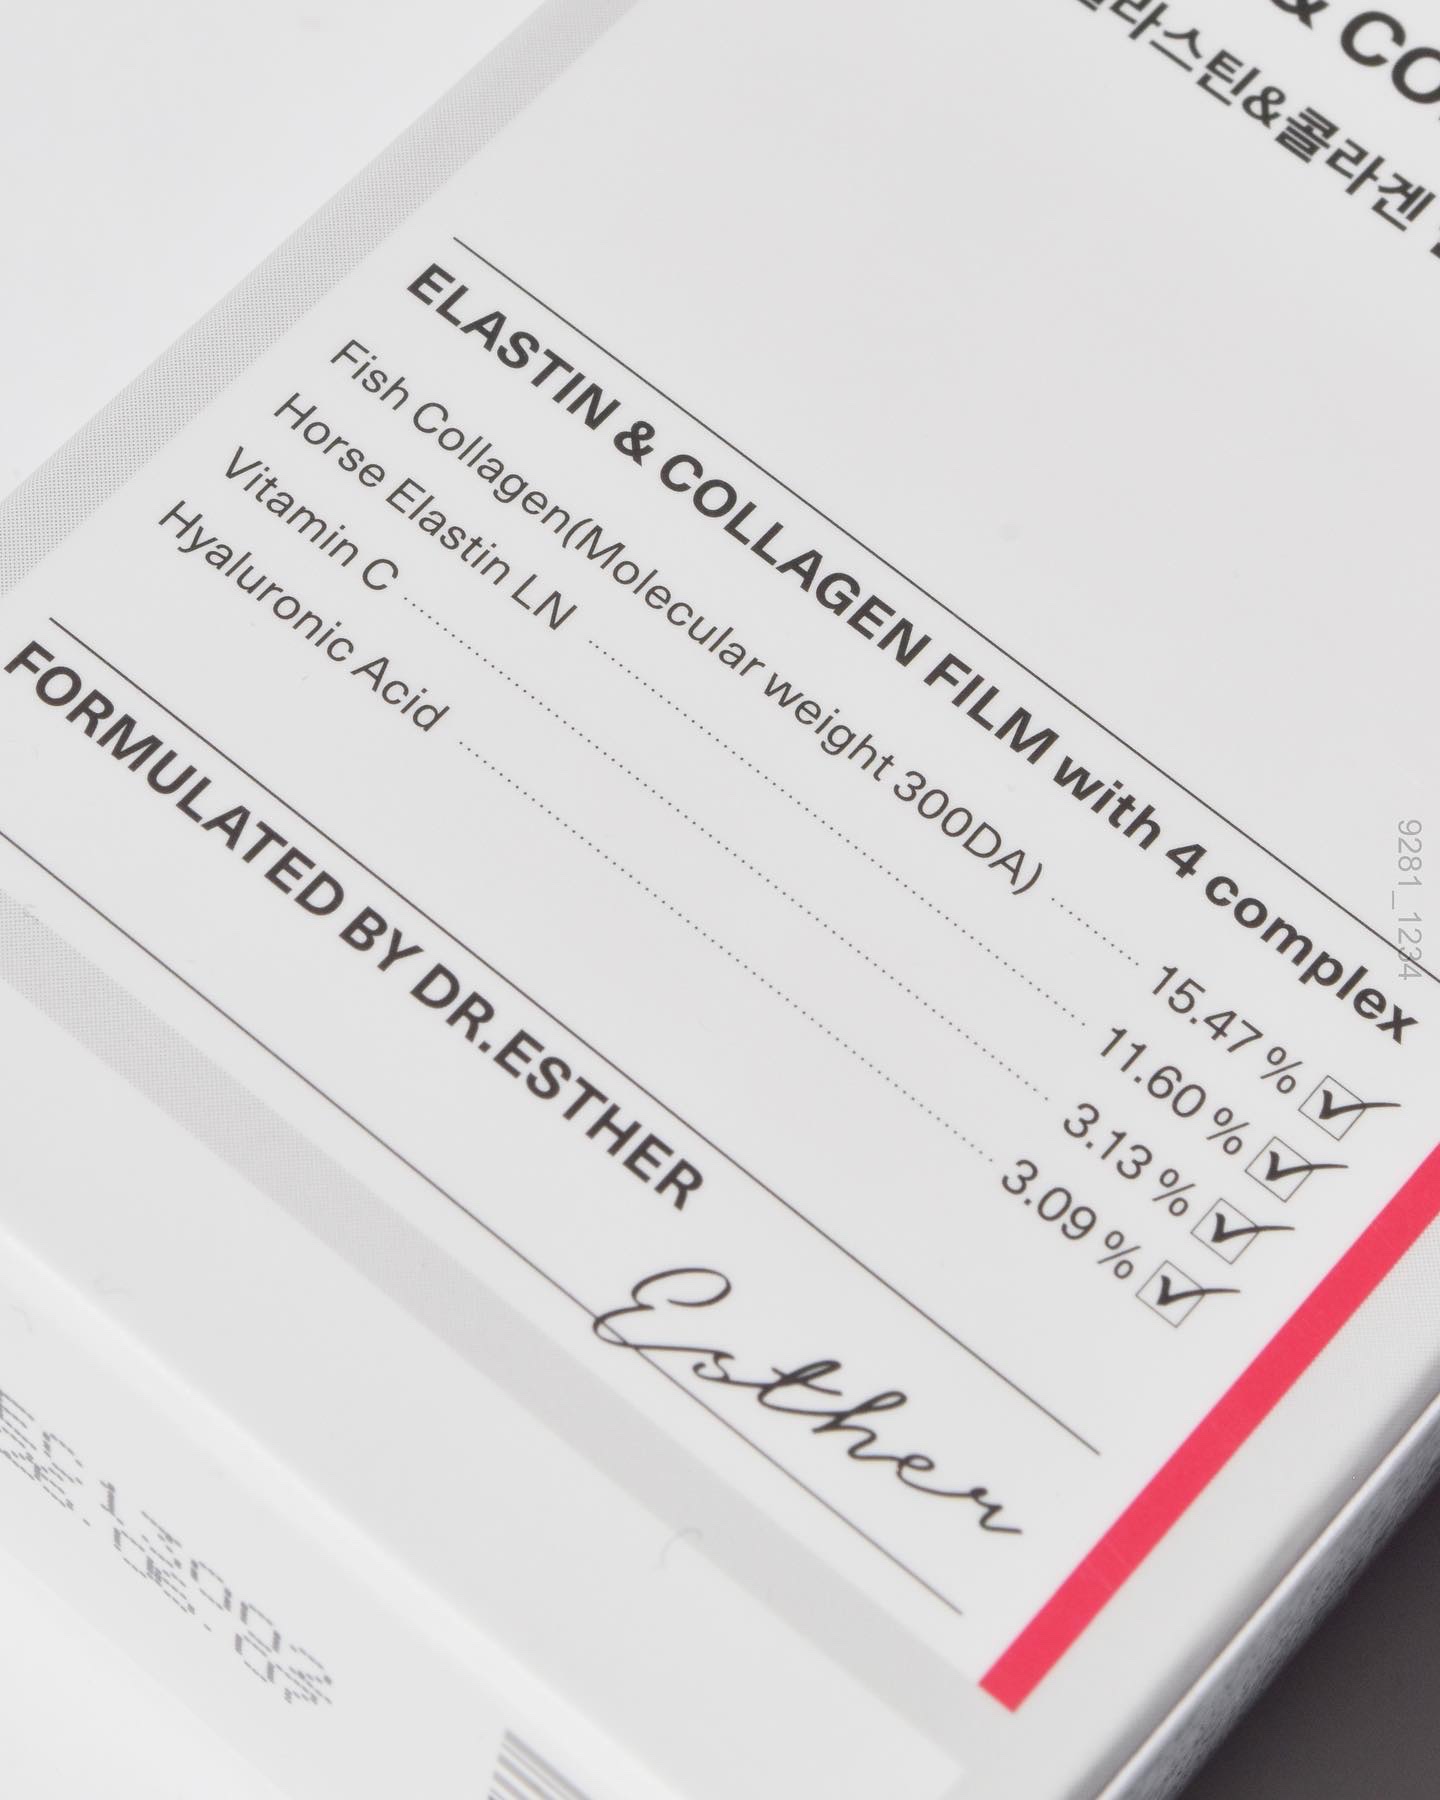 & CO
라스틴&콜라겐
ELASTIN & COLLAGEN FILM with 4 complex
Fish Collagen(Molecular weight 300DA) 15.47 %
Horse Elastin LN 11.60 %
Vitamin C 3.13 %
Hyaluronic Acid 3.09 %
FORMULATED BY DR.ESTHER
Esther
9281_1234